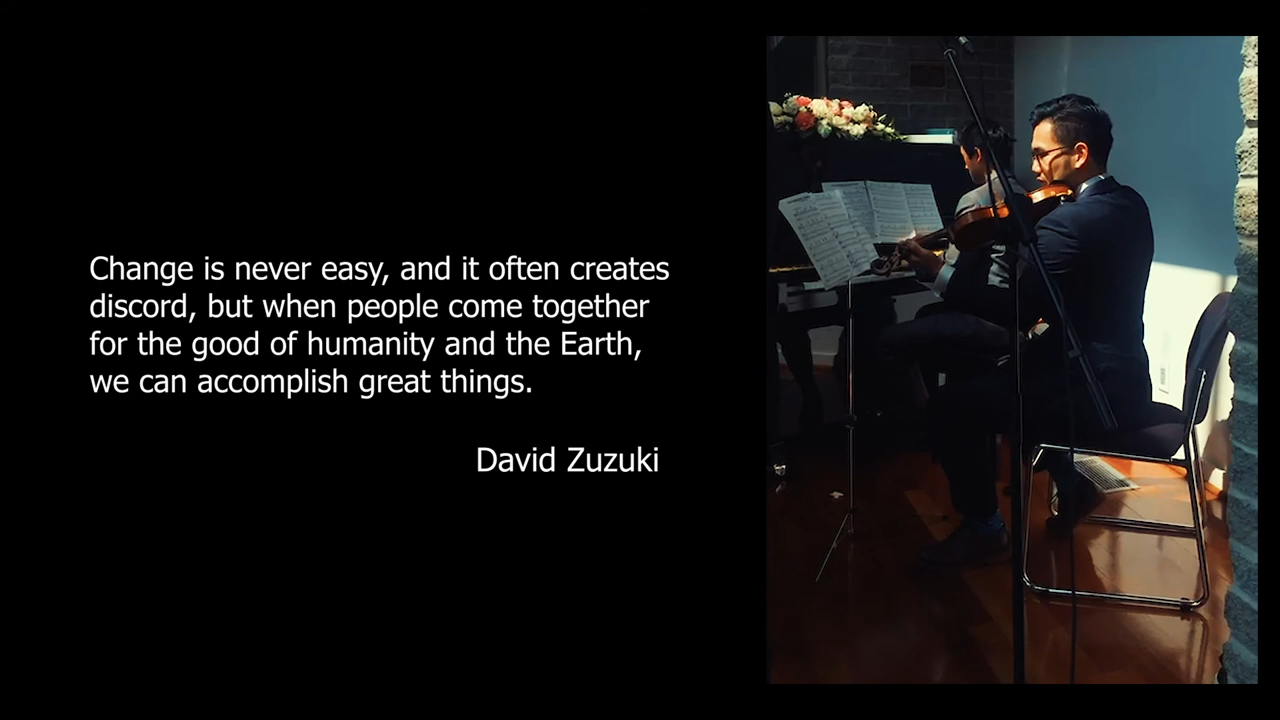 Change is never easy, and it often creates
discord, but when people come together
for the good of humanity and the Earth,
we can accomplish great things.
David Zuzuki